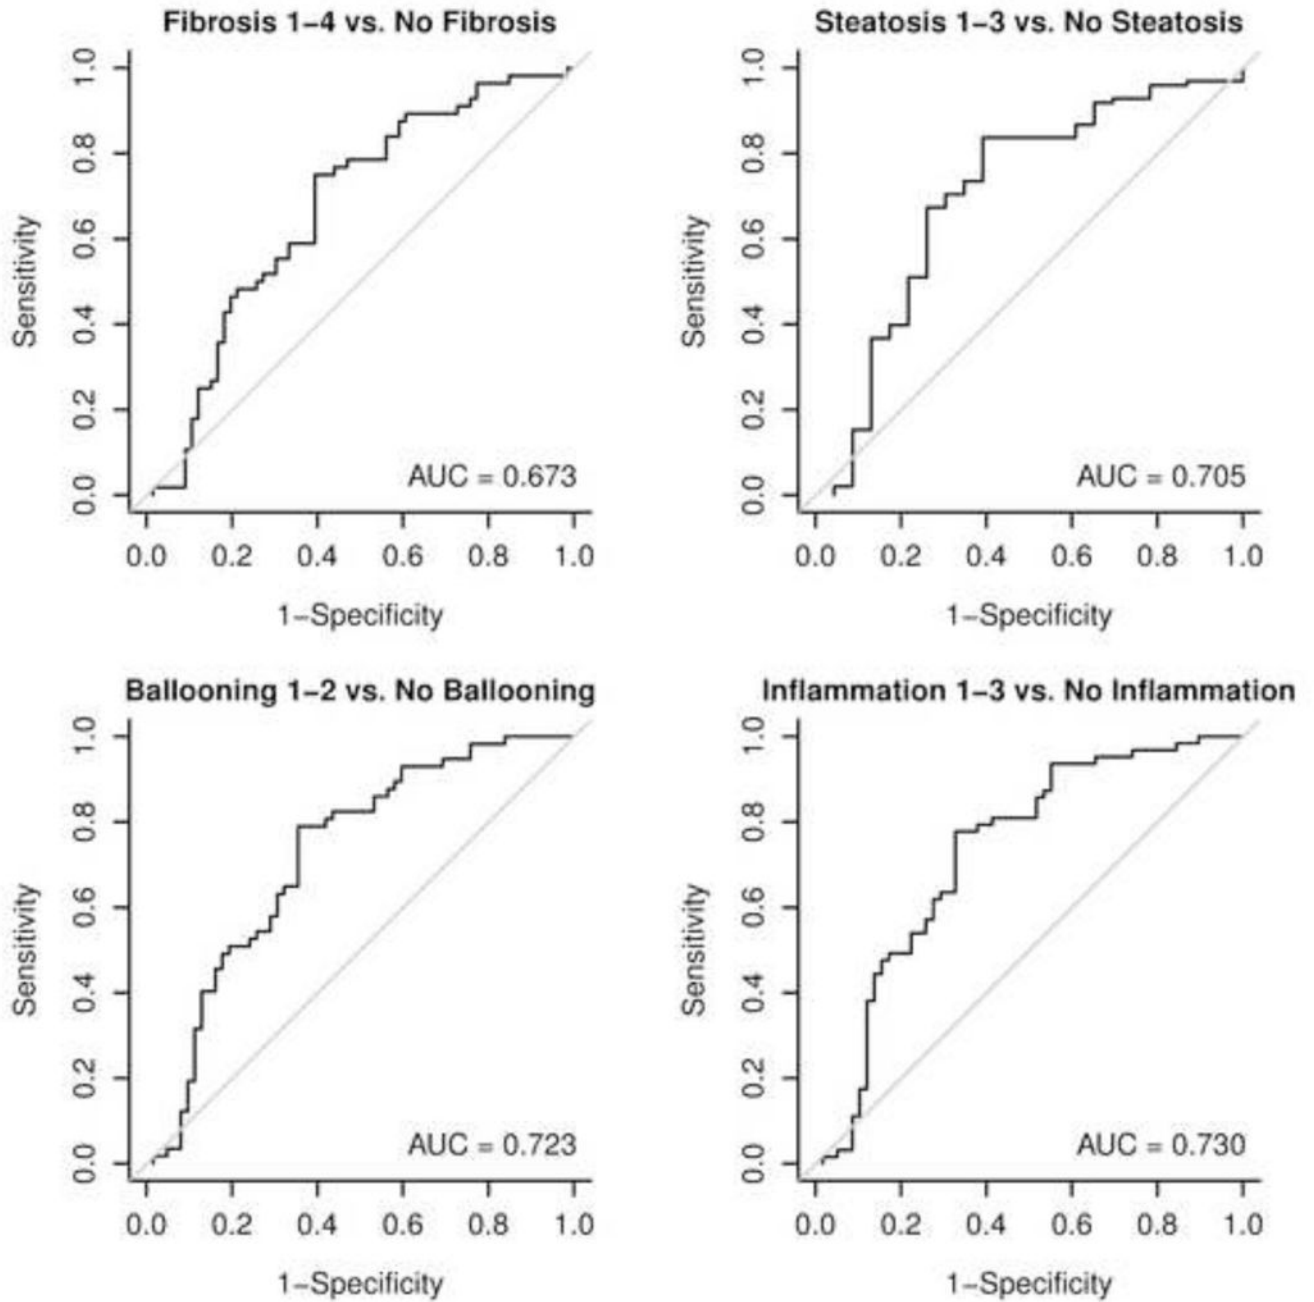 Fibrosis 1–4 vs. No Fibrosis
Sensitivity
0.0 0.2 0.4 0.6 0.8 1.0
AUC = 0.673
0.0 0.2 0.4 0.6 0.8 1.0
1–Specificity
Steatosis 1–3 vs. No Steatosis
Sensitivity
0.0 0.2 0.4 0.6 0.8 1.0
AUC = 0.705
0.0 0.2 0.4 0.6 0.8 1.0
1–Specificity
Ballooning 1–2 vs. No Ballooning
Sensitivity
0.0 0.2 0.4 0.6 0.8 1.0
AUC = 0.723
0.0 0.2 0.4 0.6 0.8 1.0
1–Specificity
Inflammation 1–3 vs. No Inflammation
Sensitivity
0.0 0.2 0.4 0.6 0.8 1.0
AUC = 0.730
0.0 0.2 0.4 0.6 0.8 1.0
1–Specificity